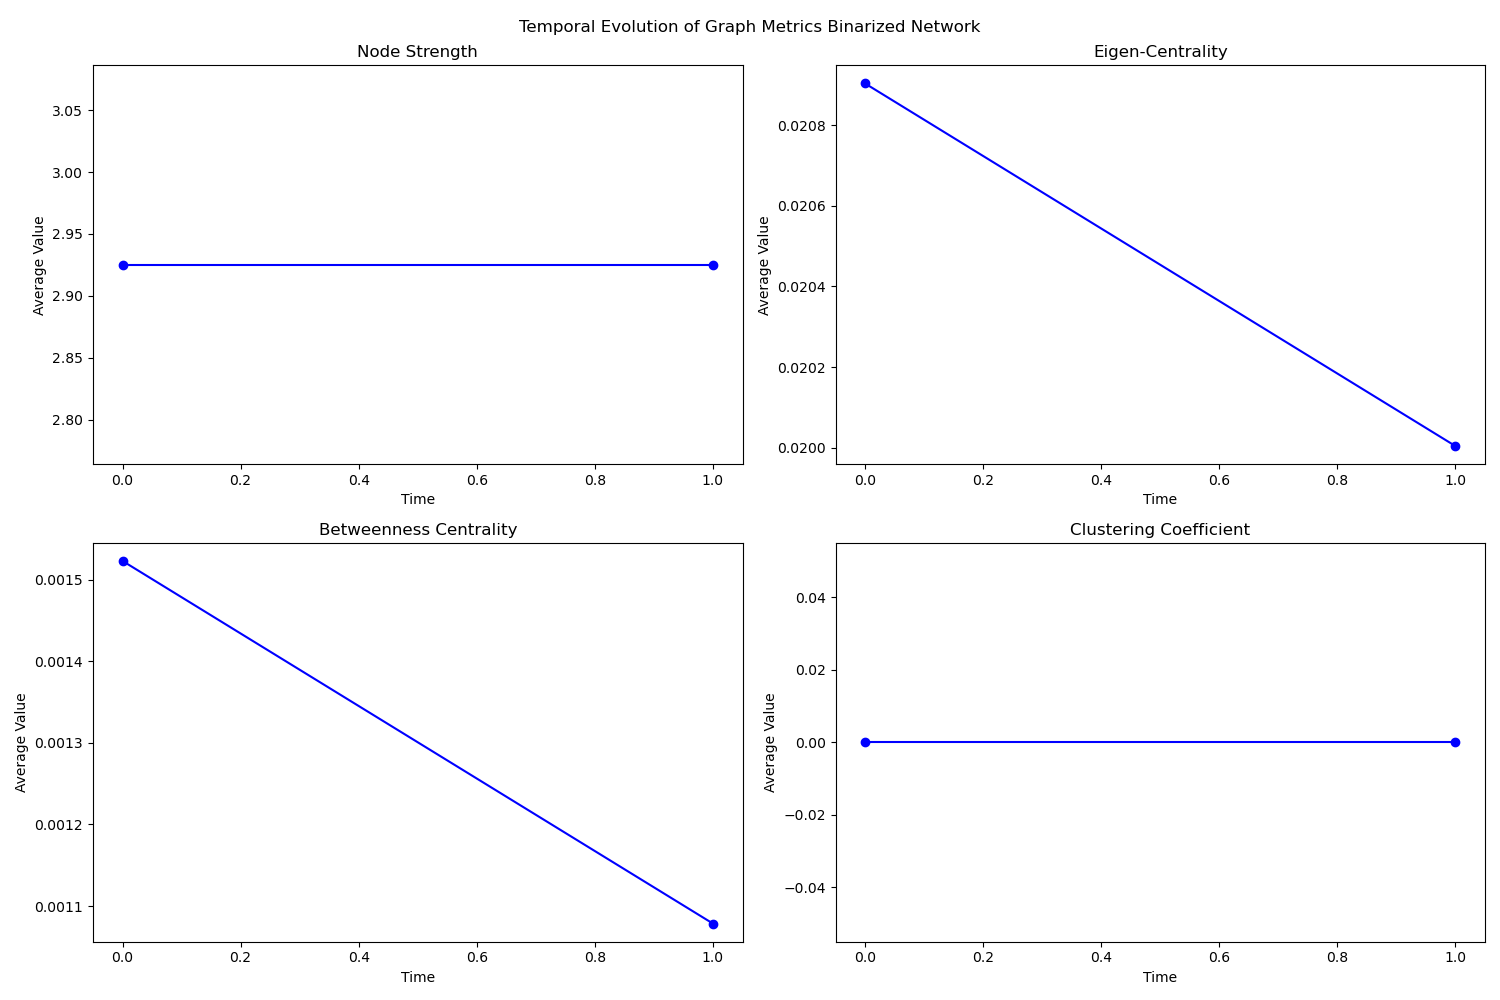 Temporal Evolution of Graph Metrics Binarized Network
Node Strength
3.05
3.00
2.95
2.90
2.85
2.80
Average Value
0.0 0.2 0.4 0.6 0.8 1.0
Time
Eigen-Centrality
0.0208
0.0206
0.0204
0.0202
0.0200
Average Value
0.0 0.2 0.4 0.6 0.8 1.0
Time
Betweenness Centrality
0.0015
0.0014
0.0013
0.0012
0.0011
Average Value
0.0 0.2 0.4 0.6 0.8 1.0
Time
Clustering Coefficient
0.04
0.02
0.00
−0.02
−0.04
Average Value
0.0 0.2 0.4 0.6 0.8 1.0
Time